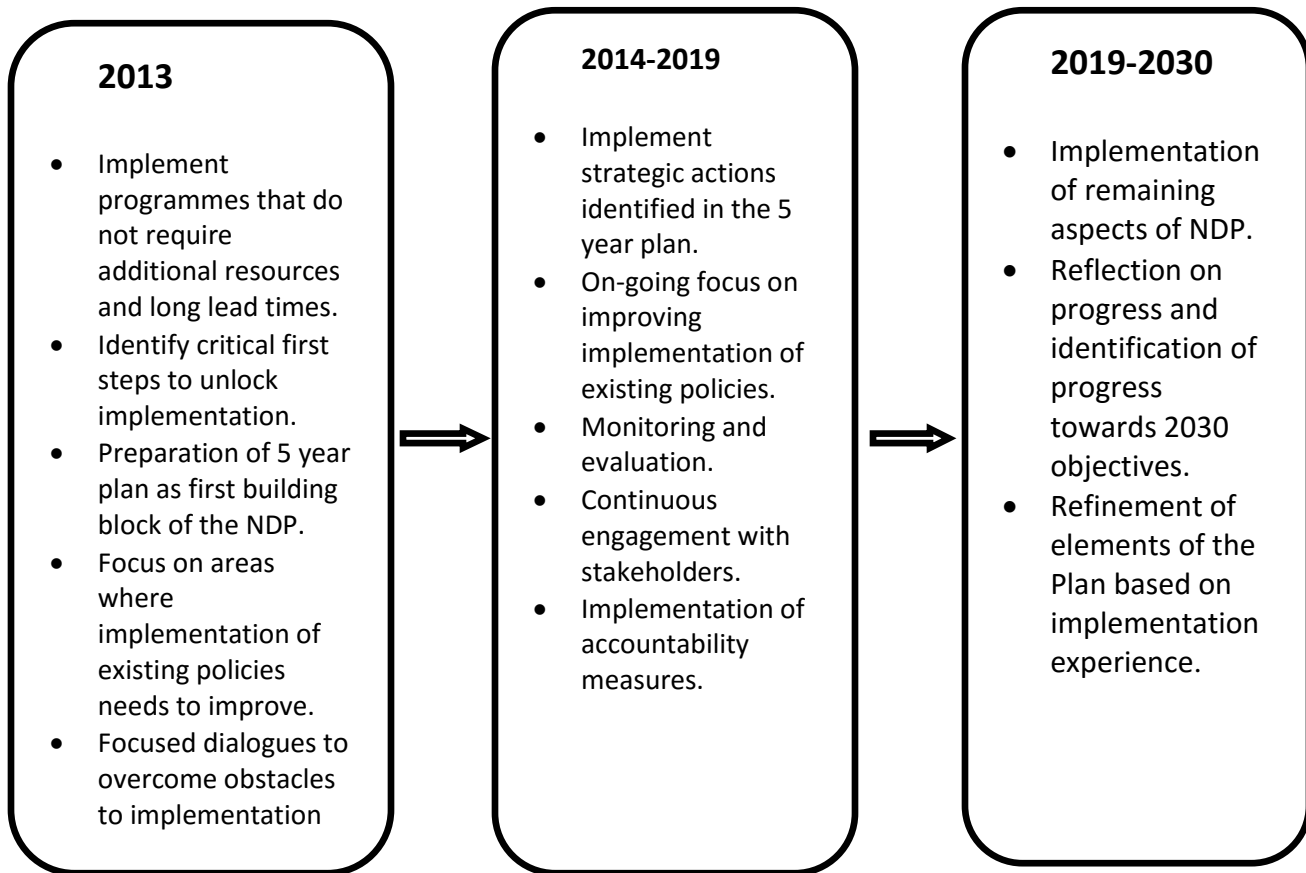 2013
• Implement
programmes that do
not require
additional resources
and long lead times.
• Identify critical first
steps to unlock
implementation.
• Preparation of 5 year
plan as first building
block of the NDP.
• Focus on areas
where
implementation of
existing policies
needs to improve.
• Focused dialogues to
overcome obstacles
to implementation
2014-2019
• Implement
strategic actions
identified in the 5
year plan.
• On-going focus on
improving
implementation of
existing policies.
• Monitoring and
evaluation.
• Continuous
engagement with
stakeholders.
• Implementation of
accountability
measures.
2019-2030
• Implementation
of remaining
aspects of NDP.
• Reflection on
progress and
identification of
progress
towards 2030
objectives.
• Refinement of
elements of the
Plan based on
implementation
experience.